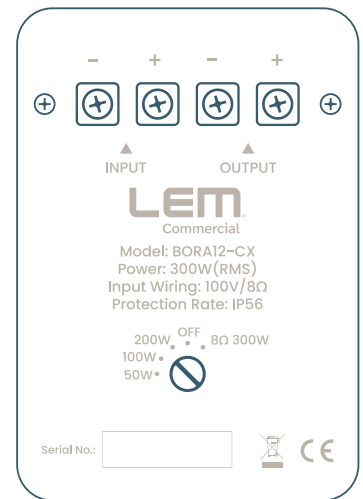 - + - +
INPUT OUTPUT
LEM
Commercial
Model: BORA12-CX
Power: 300W(RMS)
Input Wiring: 100V/8Ω
Protection Rate: IP56
200W OFF 8Ω 300W
100W
50W
Serial No.:
CE